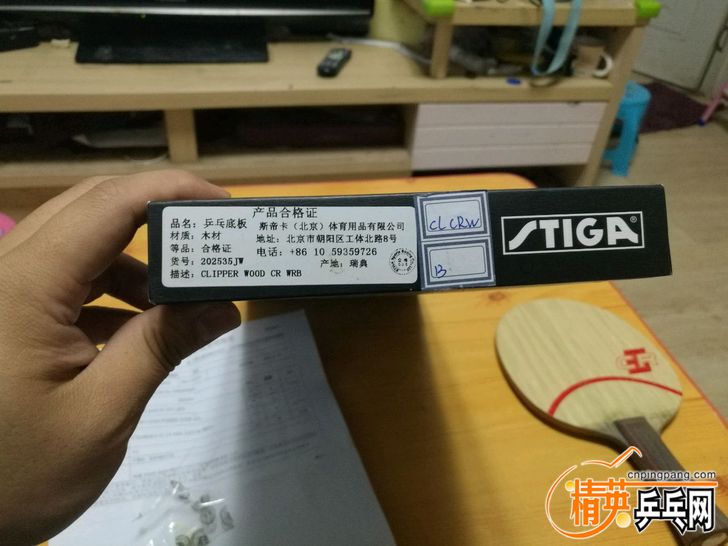 产品合格证
品名：乒乓底板 斯帝卡（北京）体育用品有限公司
材质：木材 地址：北京市朝阳区工体北路8号
等品：合格证 电话：+86 10 59359726
货号：202535JW 产地：瑞典
描述：CLIPPER WOOD CR WRB
CL CRW
B
STIGA®
cnpingpang.com
精英乒乓网